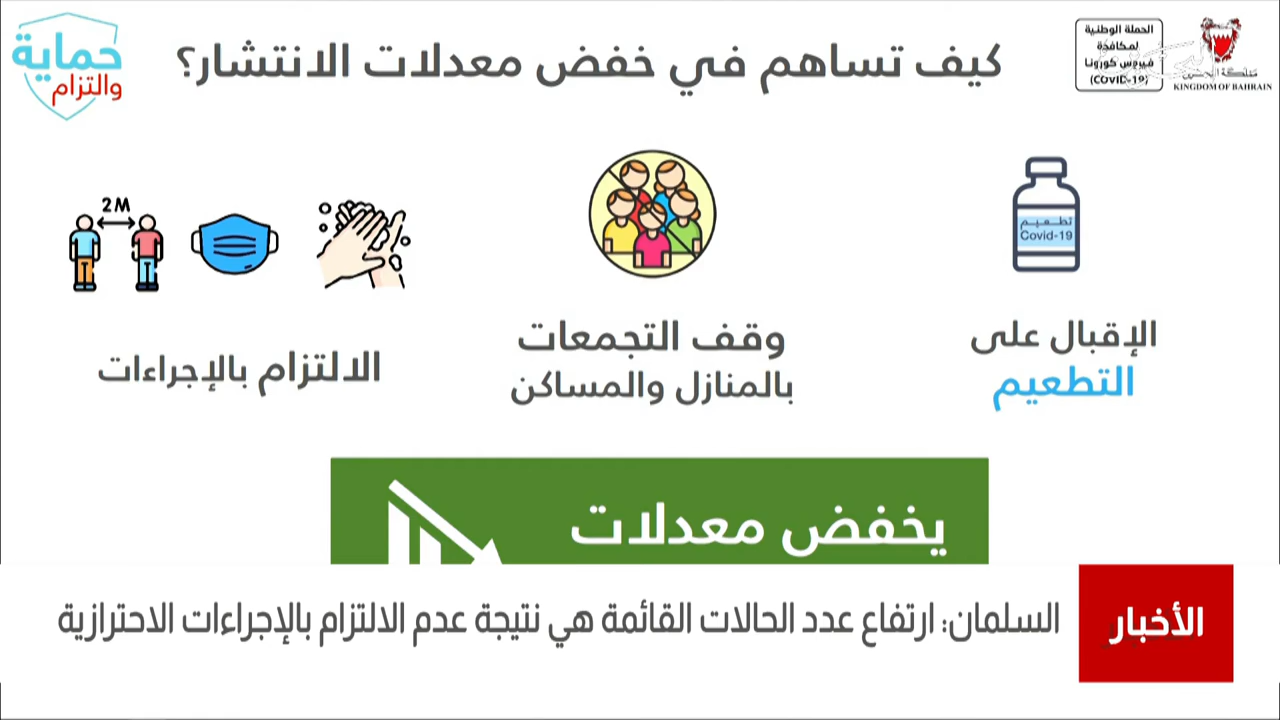 الحملة الوطنية
لمكافحة
فيروس كورونا
(COVID-19)
مملكة البحرين
KINGDOM OF BAHRAIN
كيف تساهم في خفض معدلات الانتشار؟
حماية
والتزام
تطعيم
Covid-19
الإقبال على
التطعيم
وقف التجمعات
بالمنازل والمساكن
2M
الالتزام بالإجراءات
يخفض معدلات
الأخبار
السلمان: ارتفاع عدد الحالات القائمة هي نتيجة عدم الالتزام بالإجراءات الاحترازية